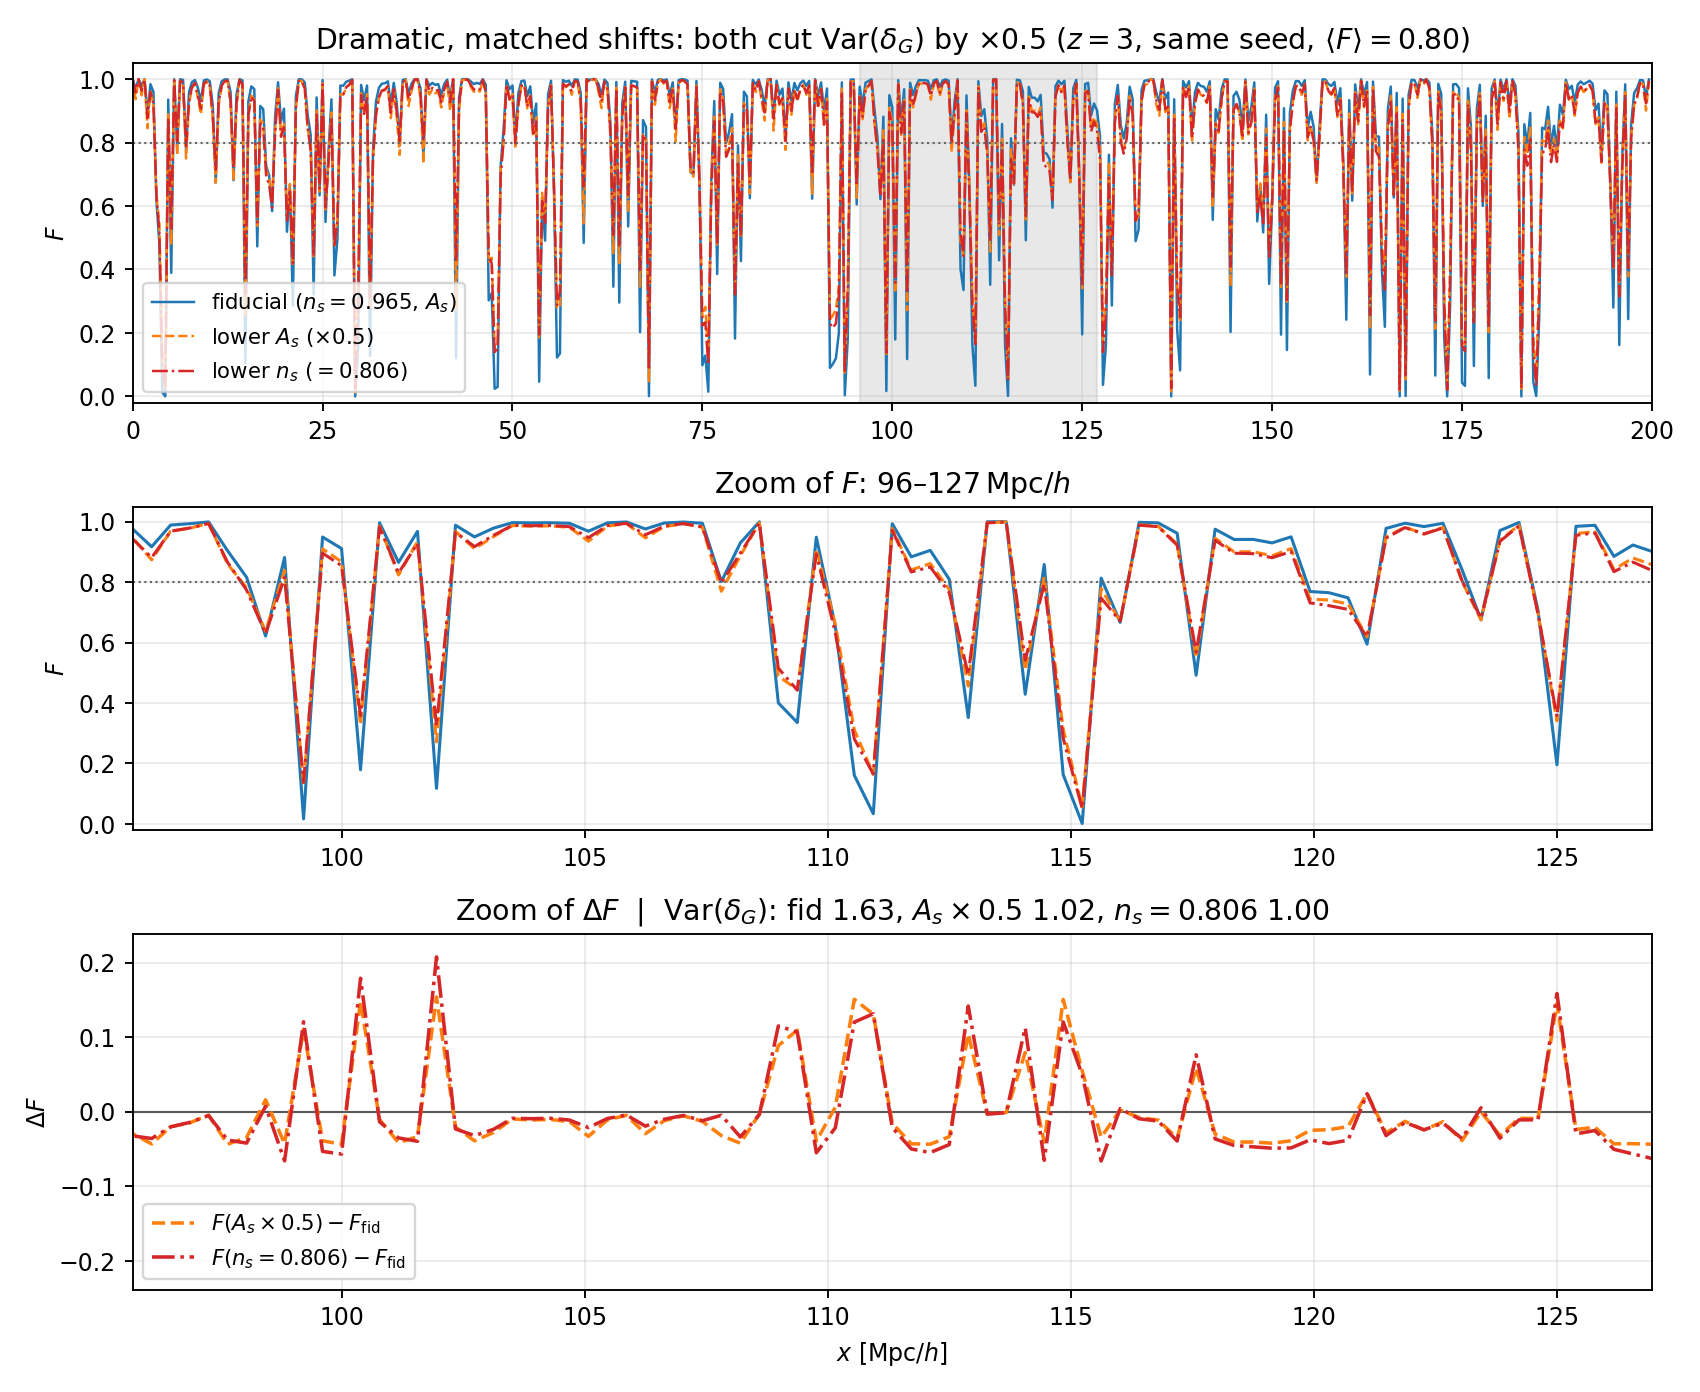 Dramatic, matched shifts: both cut Var(δ_G) by ×0.5 (z = 3, same seed, ⟨F⟩ = 0.80)
1.0
0.8
0.6
0.4
0.2
0.0
F
fiducial (n_s = 0.965, A_s)
lower A_s (×0.5)
lower n_s ( = 0.806)
0 25 50 75 100 125 150 175 200
Zoom of F: 96–127 Mpc/h
1.0
0.8
0.6
0.4
0.2
0.0
F
100 105 110 115 120 125
Zoom of ΔF | Var(δ_G): fid 1.63, A_s × 0.5 1.02, n_s = 0.806 1.00
0.2
0.1
0.0
−0.1
−0.2
ΔF
F(A_s × 0.5) − F_fid
F(n_s = 0.806) − F_fid
100 105 110 115 120 125
x [Mpc/h]